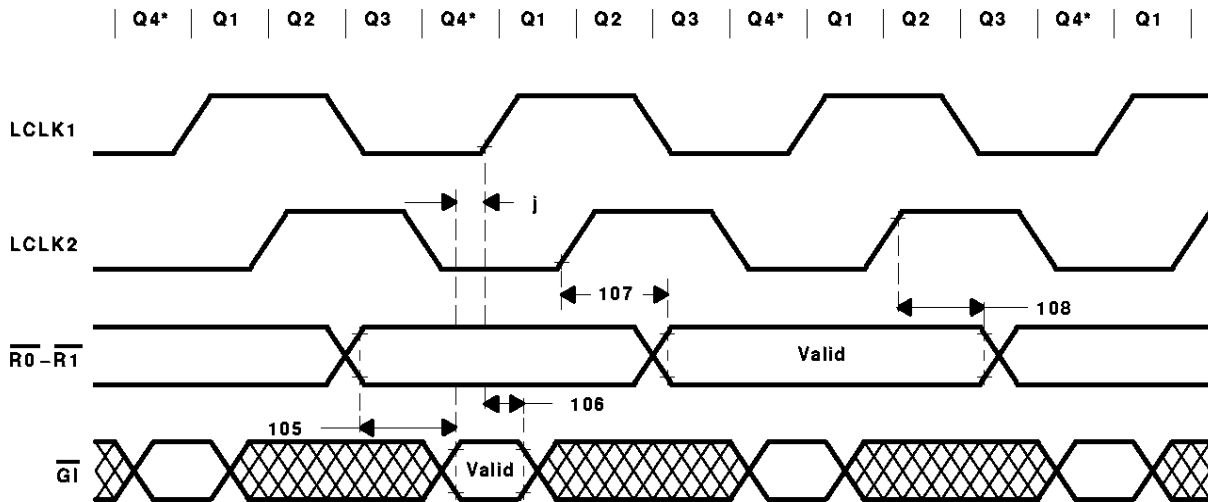 Q4* Q1 Q2 Q3 Q4* Q1 Q2 Q3 Q4* Q1 Q2 Q3 Q4* Q1
LCLK1
j
LCLK2
107
108
R0–R1
Valid
106
105
GI
Valid